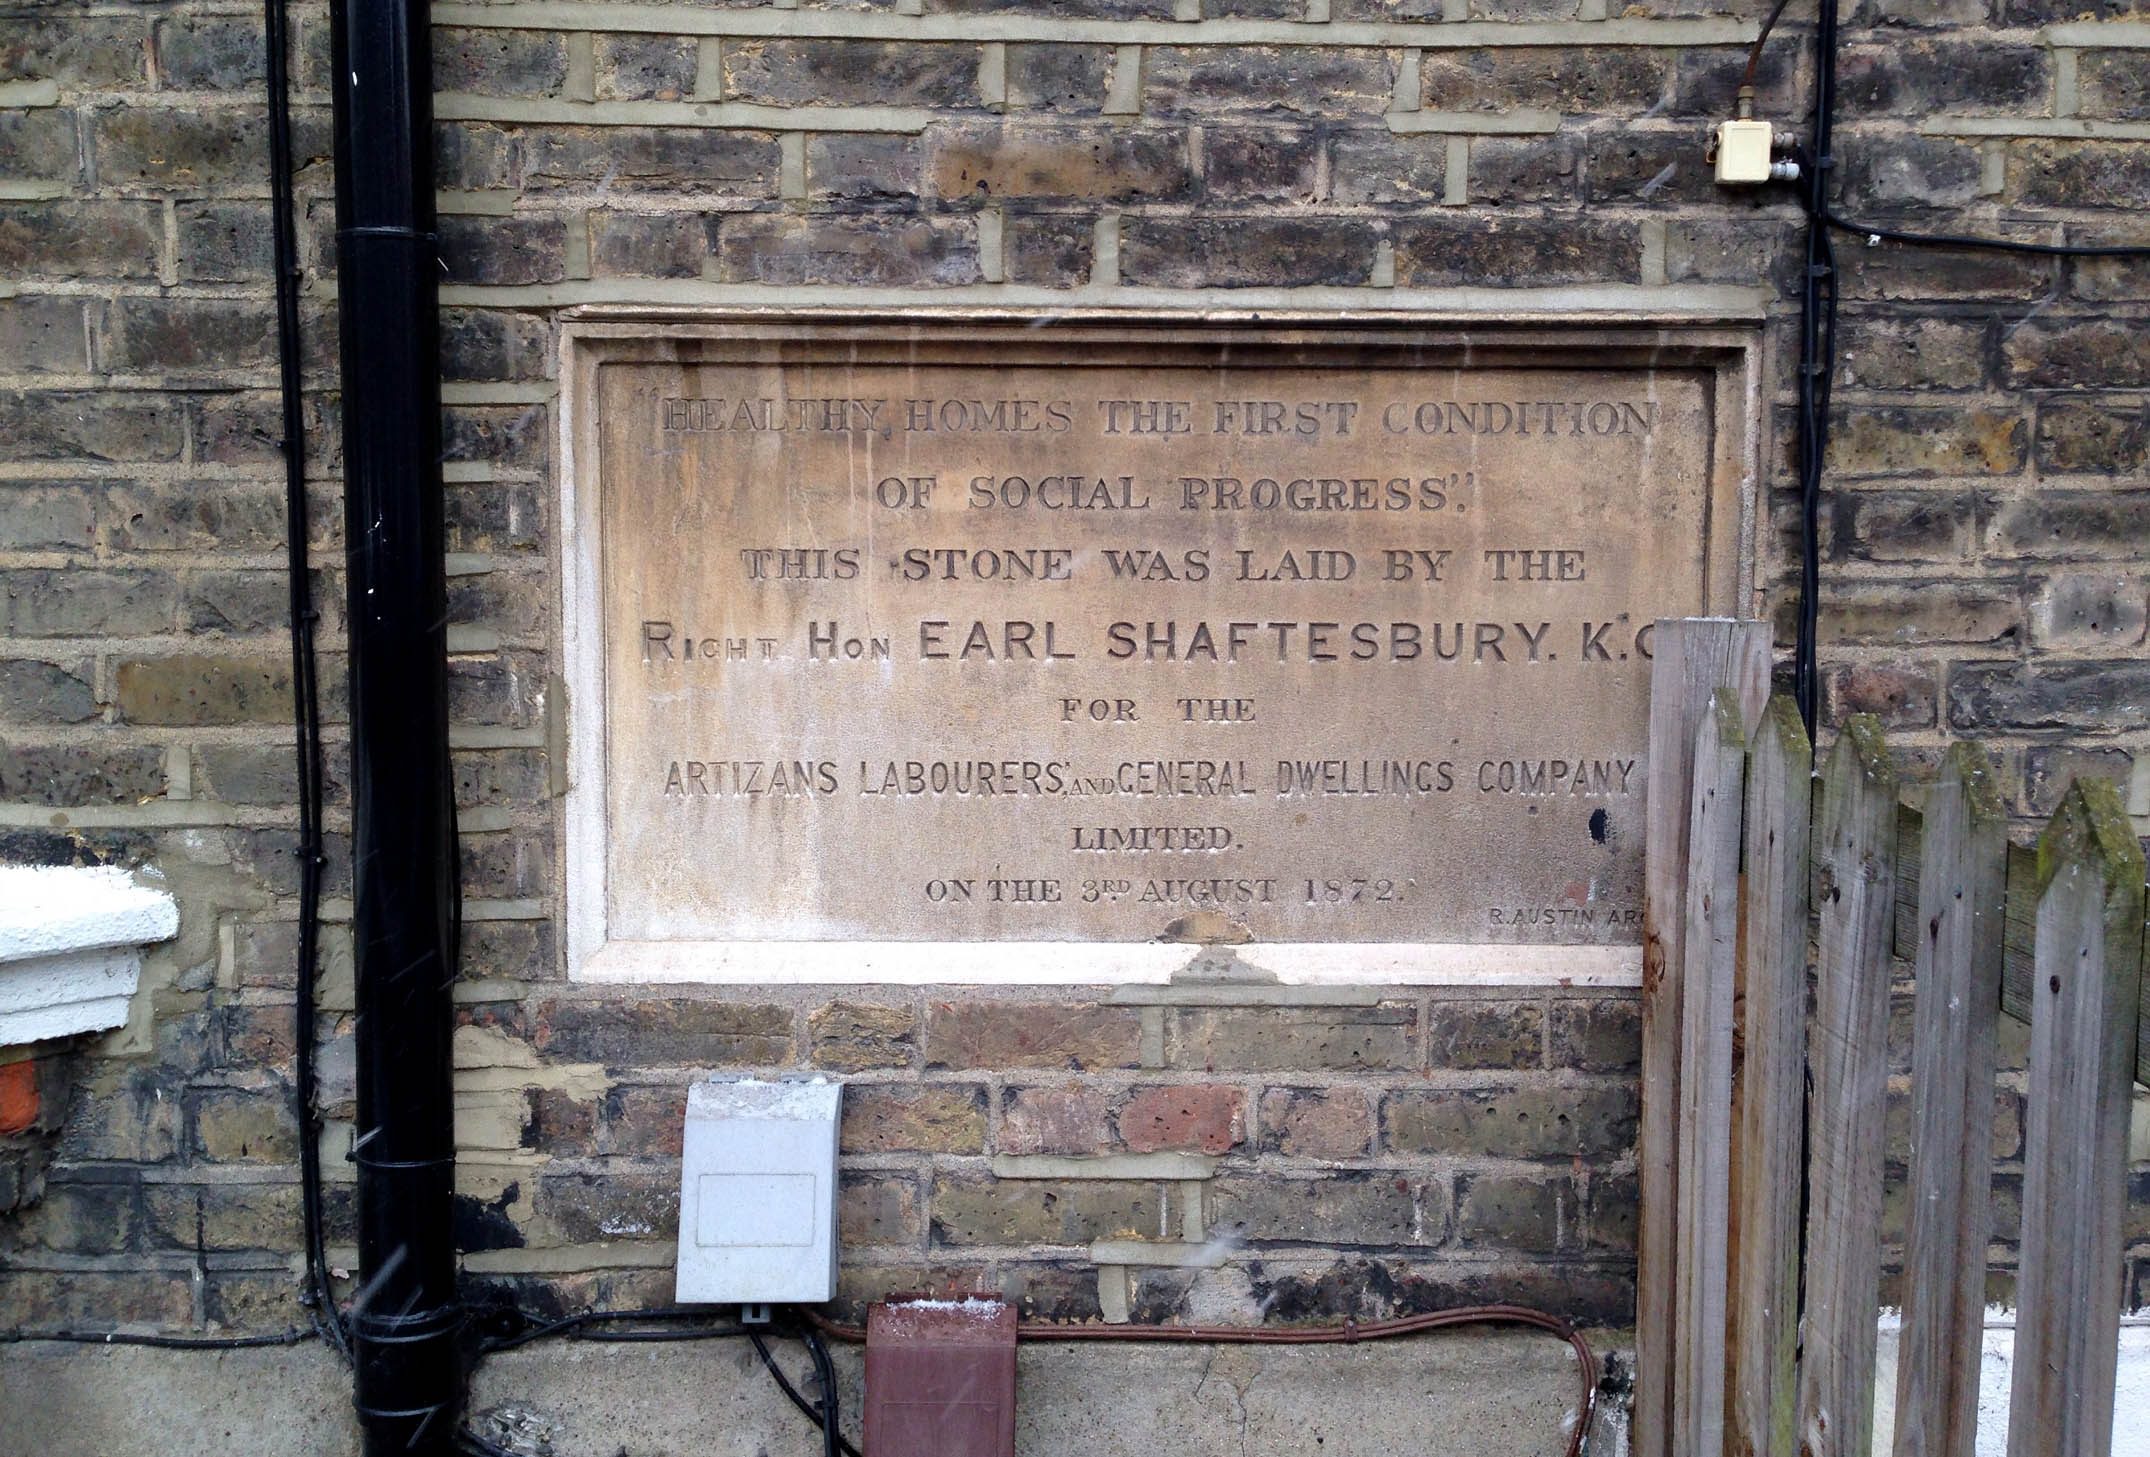 "HEALTHY HOMES THE FIRST CONDITION
OF SOCIAL PROGRESS".
THIS STONE WAS LAID BY THE
RIGHT HON EARL SHAFTESBURY. K.G
FOR THE
ARTIZANS LABOURERS', AND GENERAL DWELLINGS COMPANY
LIMITED.
ON THE 3RD AUGUST 1872.
R. AUSTIN